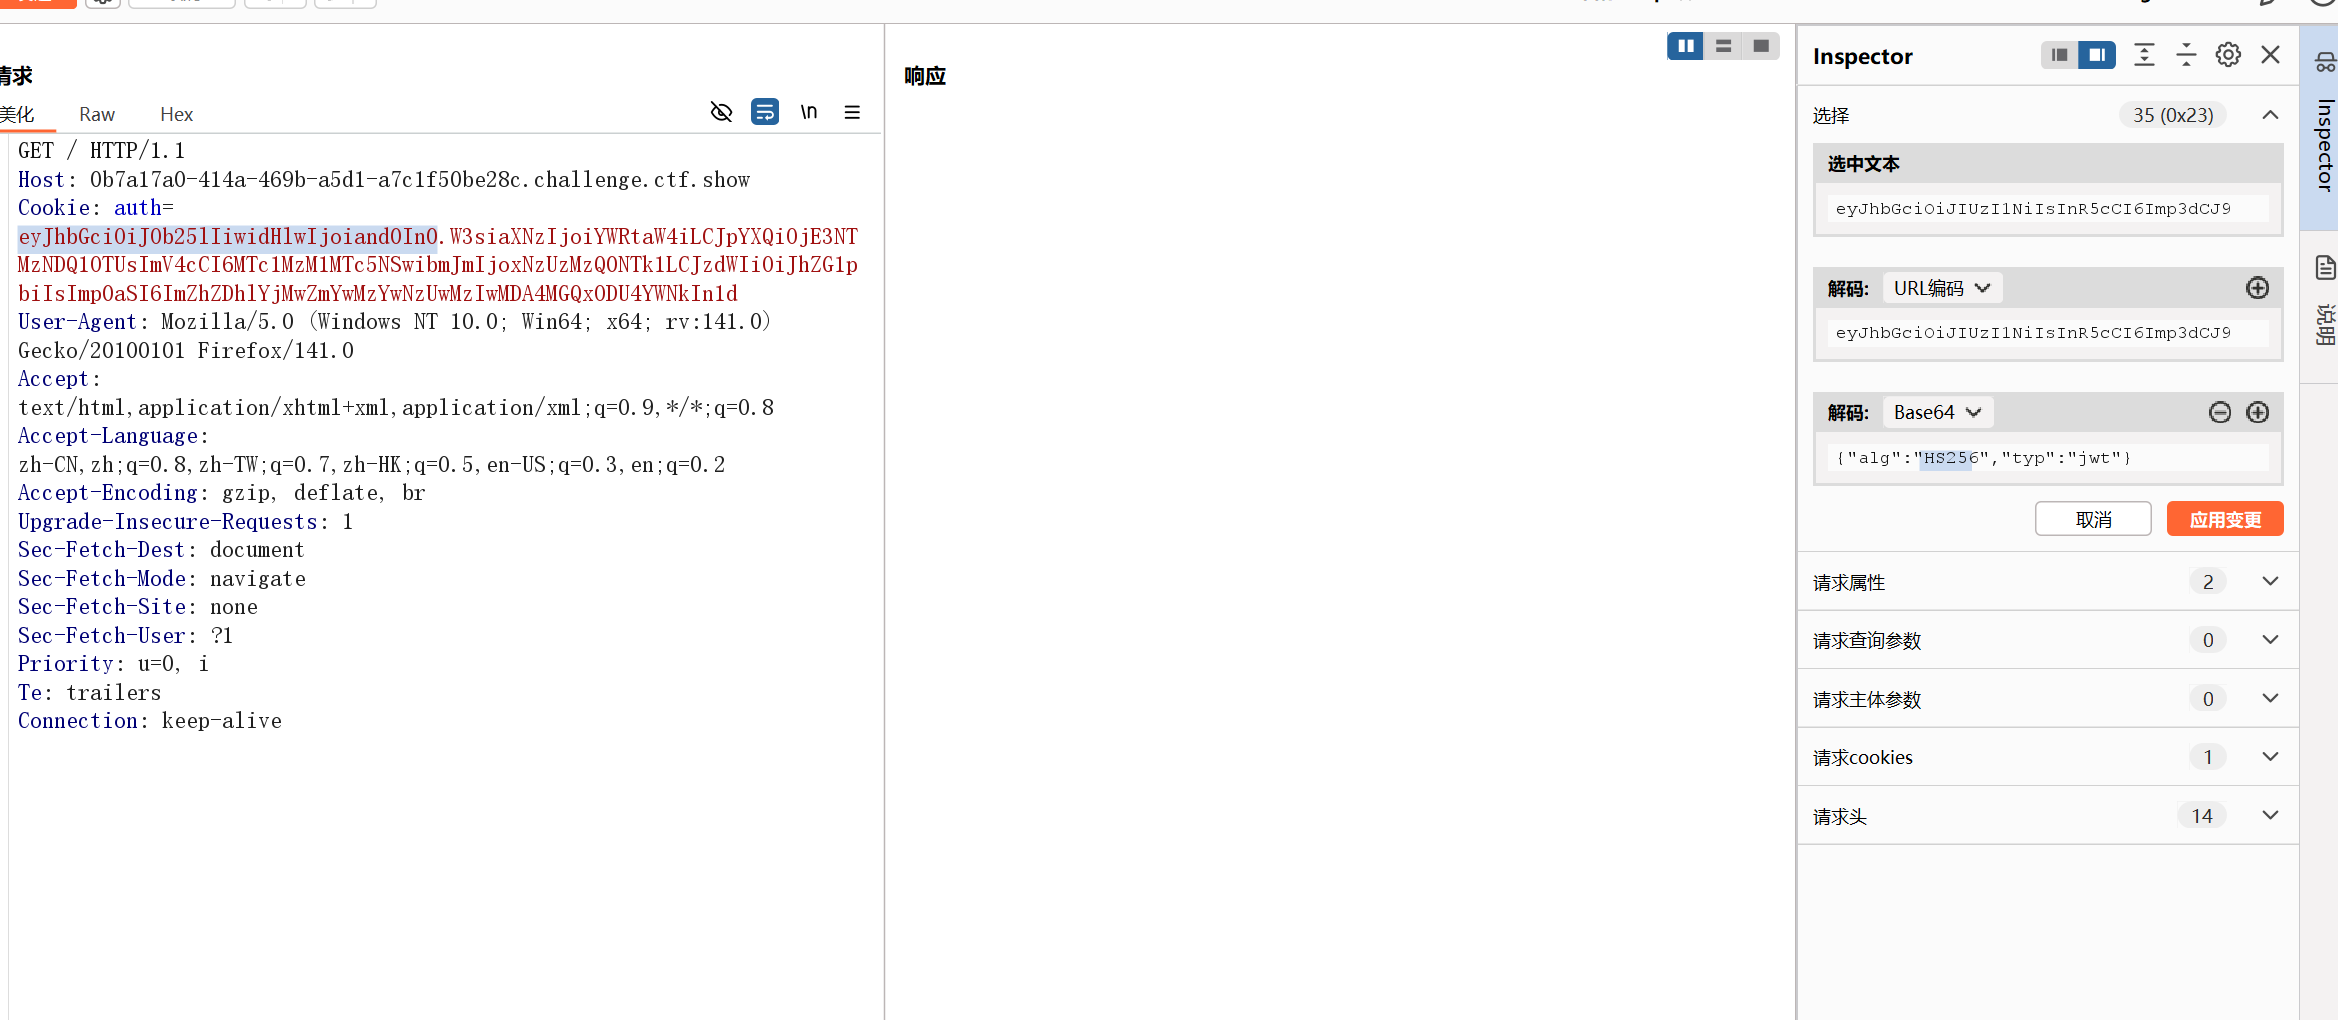 请求
响应
美化 Raw Hex \n
GET / HTTP/1.1
Host: 0b7a17a0-414a-469b-a5d1-a7c1f50be28c.challenge.ctf.show
Cookie: auth=
eyJhbGciOiJOb25lIiwidHlwIjoiand0In0.W3siaXNzIjoiYWRtaW4iLCJpYXQiOjE3NT
MzNDQ1OTUsImV4cCI6MTc1MzM1MTc5NSwibmJmIjoxNzUzMzQ0NTk1LCJzdWIiOiJhZG1p
biIsImp0aSI6ImZhZDhlYjMwZmYwMzYwNzUwMzIwMDA4MGQxODU4YWNkIn1d
User-Agent: Mozilla/5.0 (Windows NT 10.0; Win64; x64; rv:141.0)
Gecko/20100101 Firefox/141.0
Accept:
text/html,application/xhtml+xml,application/xml;q=0.9,*/*;q=0.8
Accept-Language:
zh-CN,zh;q=0.8,zh-TW;q=0.7,zh-HK;q=0.5,en-US;q=0.3,en;q=0.2
Accept-Encoding: gzip, deflate, br
Upgrade-Insecure-Requests: 1
Sec-Fetch-Dest: document
Sec-Fetch-Mode: navigate
Sec-Fetch-Site: none
Sec-Fetch-User: ?1
Priority: u=0, i
Te: trailers
Connection: keep-alive
Inspector
选择 35 (0x23)
选中文本
eyJhbGciOiJIUzI1NiIsInR5cCI6Imp3dCJ9
解码: URL编码
eyJhbGciOiJIUzI1NiIsInR5cCI6Imp3dCJ9
解码: Base64
{"alg":"HS256","typ":"jwt"}
取消 应用变更
请求属性 2
请求查询参数 0
请求主体参数 0
请求cookies 1
请求头 14
Inspector
说明